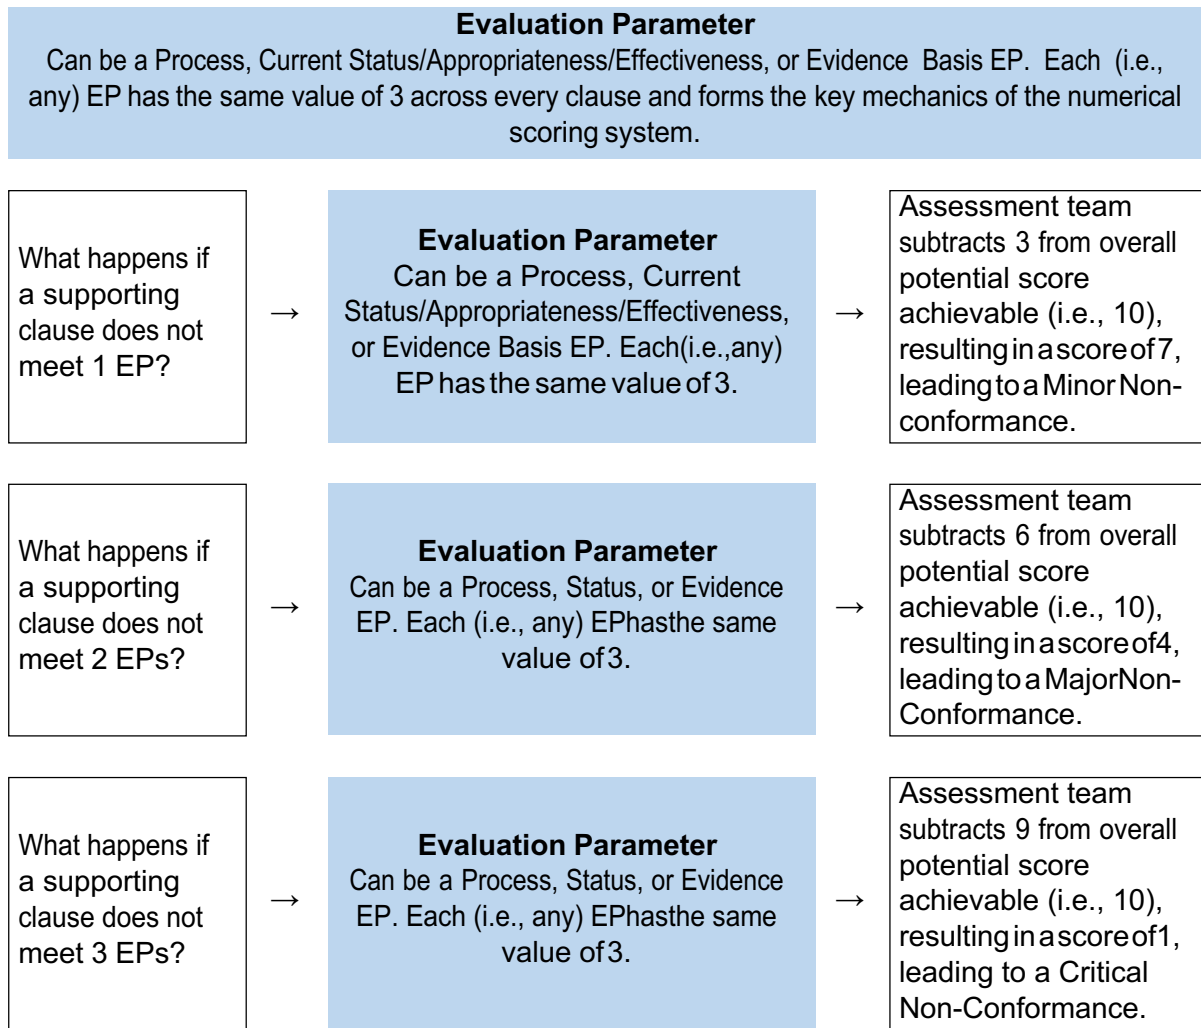 Evaluation Parameter
Can be a Process, Current Status/Appropriateness/Effectiveness, or Evidence Basis EP. Each (i.e.,
any) EP has the same value of 3 across every clause and forms the key mechanics of the numerical
scoring system.
What happens if
a supporting
clause does not
meet 1 EP?
→
Evaluation Parameter
Can be a Process, Current
Status/Appropriateness/Effectiveness,
or Evidence Basis EP. Each(i.e.,any)
EP has the same value of 3.
→
Assessment team
subtracts 3 from overall
potential score
achievable (i.e., 10),
resulting in a score of 7,
leading to a Minor Non-
conformance.
What happens if
a supporting
clause does not
meet 2 EPs?
→
Evaluation Parameter
Can be a Process, Status, or Evidence
EP. Each (i.e., any) EPhasthe same
value of 3.
→
Assessment team
subtracts 6 from overall
potential score
achievable (i.e., 10),
resulting in a score of 4,
leading to a MajorNon-
Conformance.
What happens if
a supporting
clause does not
meet 3 EPs?
→
Evaluation Parameter
Can be a Process, Status, or Evidence
EP. Each (i.e., any) EPhasthe same
value of 3.
→
Assessment team
subtracts 9 from overall
potential score
achievable (i.e., 10),
resulting in a score of 1,
leading to a Critical
Non-Conformance.